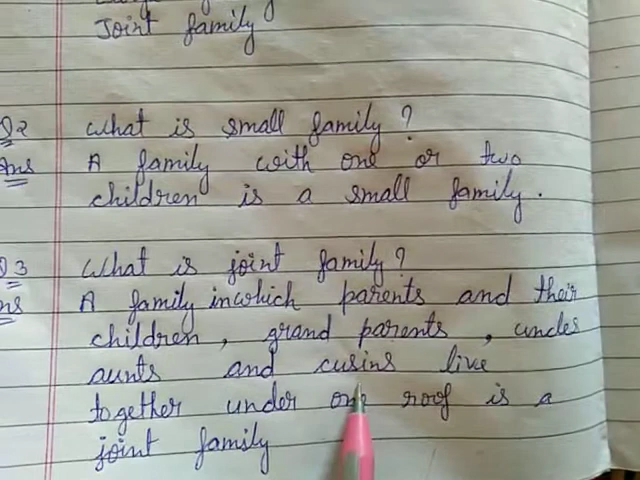 Joint family
Q2 What is small family ?
Ans A family with one or two
children is a small family .
Q3 What is joint family ?
Ans A family inwhich parents and their
children , grand parents , uncles
aunts and cusins live
together under one roof is a
joint family